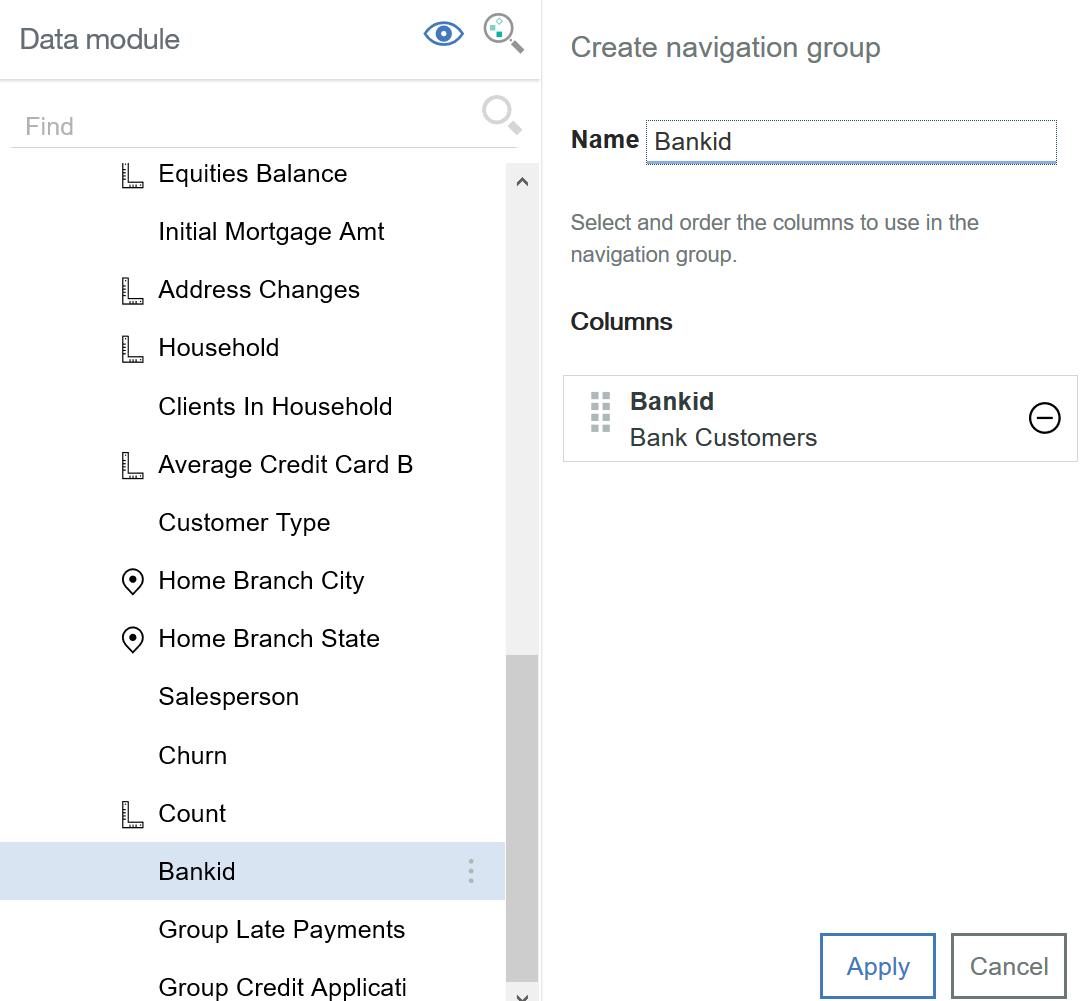 Data module
Find
Equities Balance
Initial Mortgage Amt
Address Changes
Household
Clients In Household
Average Credit Card B
Customer Type
Home Branch City
Home Branch State
Salesperson
Churn
Count
Bankid
Group Late Payments
Group Credit Applicati
Create navigation group
Name Bankid
Select and order the columns to use in the
navigation group.
Columns
Bankid
Bank Customers
Apply Cancel